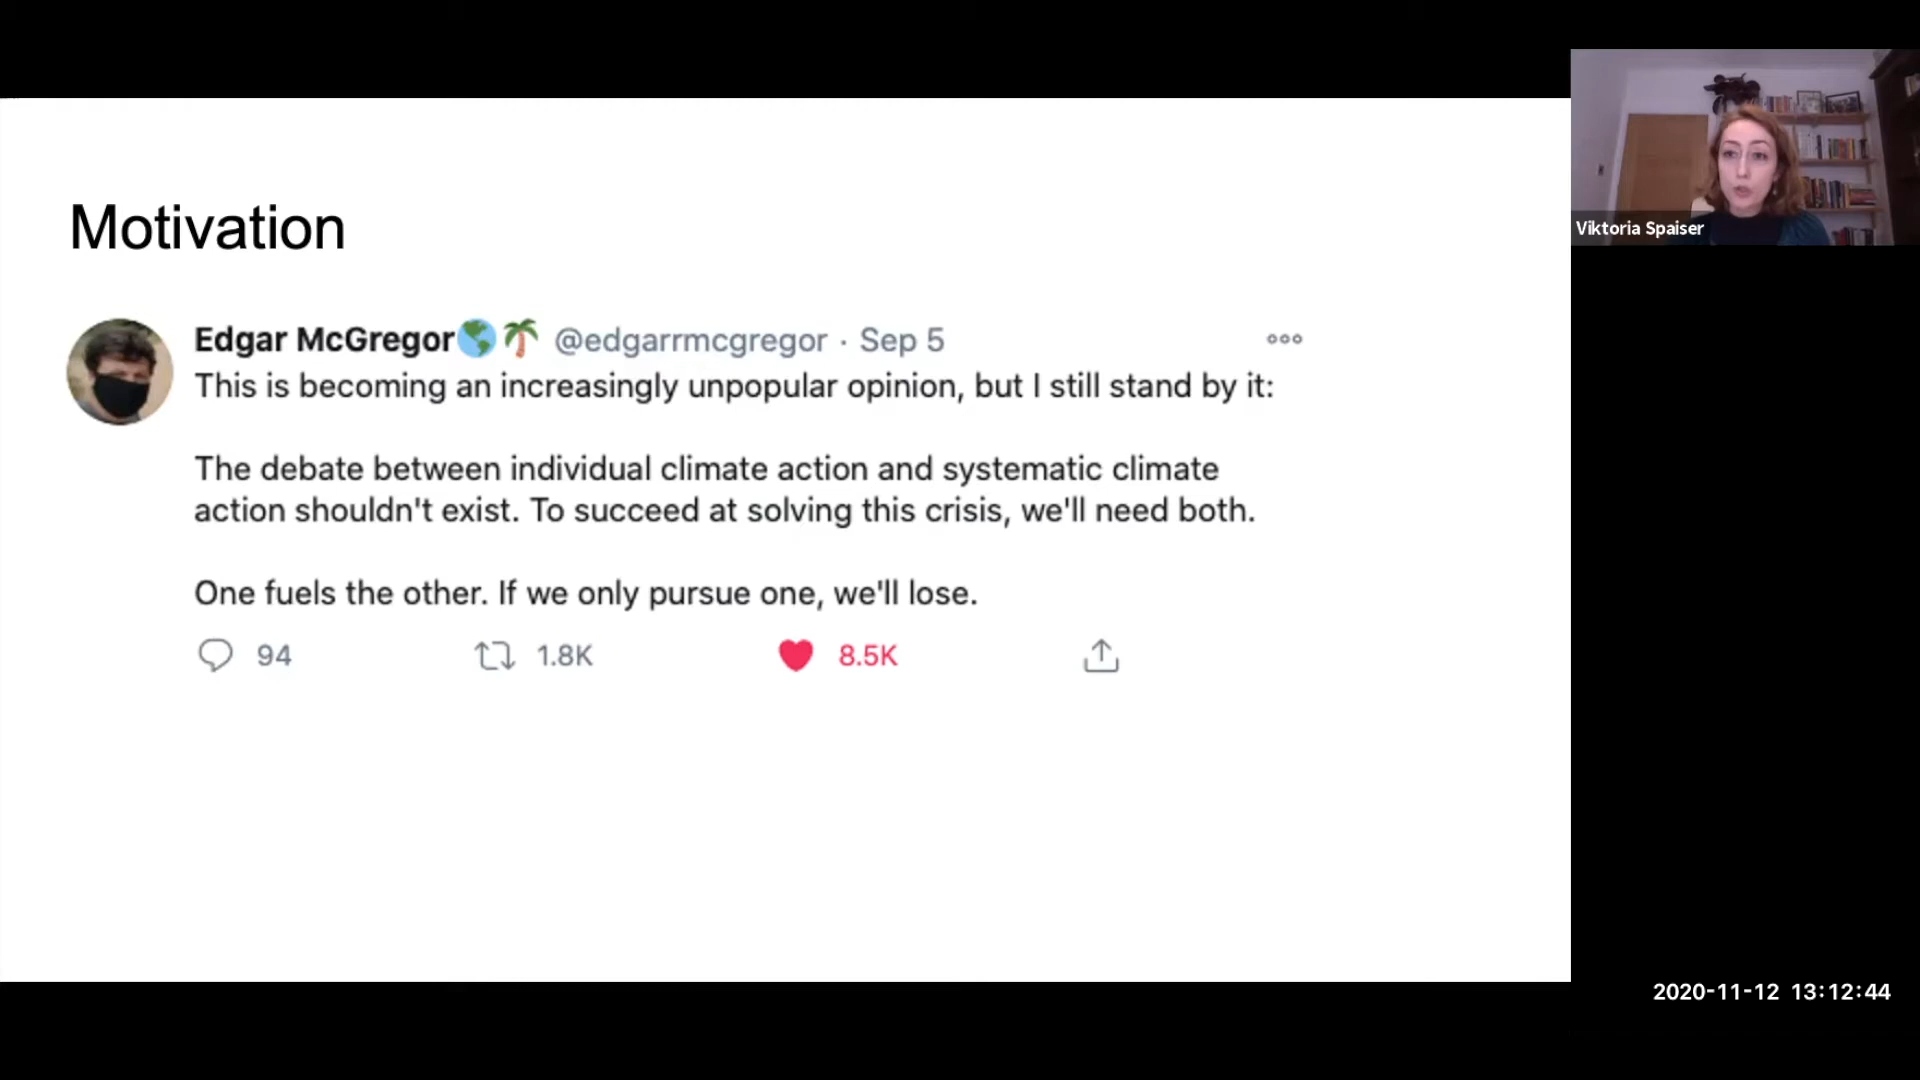 Motivation
Edgar McGregor🌎🌴 @edgarrmcgregor · Sep 5
This is becoming an increasingly unpopular opinion, but I still stand by it:
The debate between individual climate action and systematic climate
action shouldn't exist. To succeed at solving this crisis, we'll need both.
One fuels the other. If we only pursue one, we'll lose.
94 1.8K 8.5K
Viktoria Spaiser
2020-11-12 13:12:44